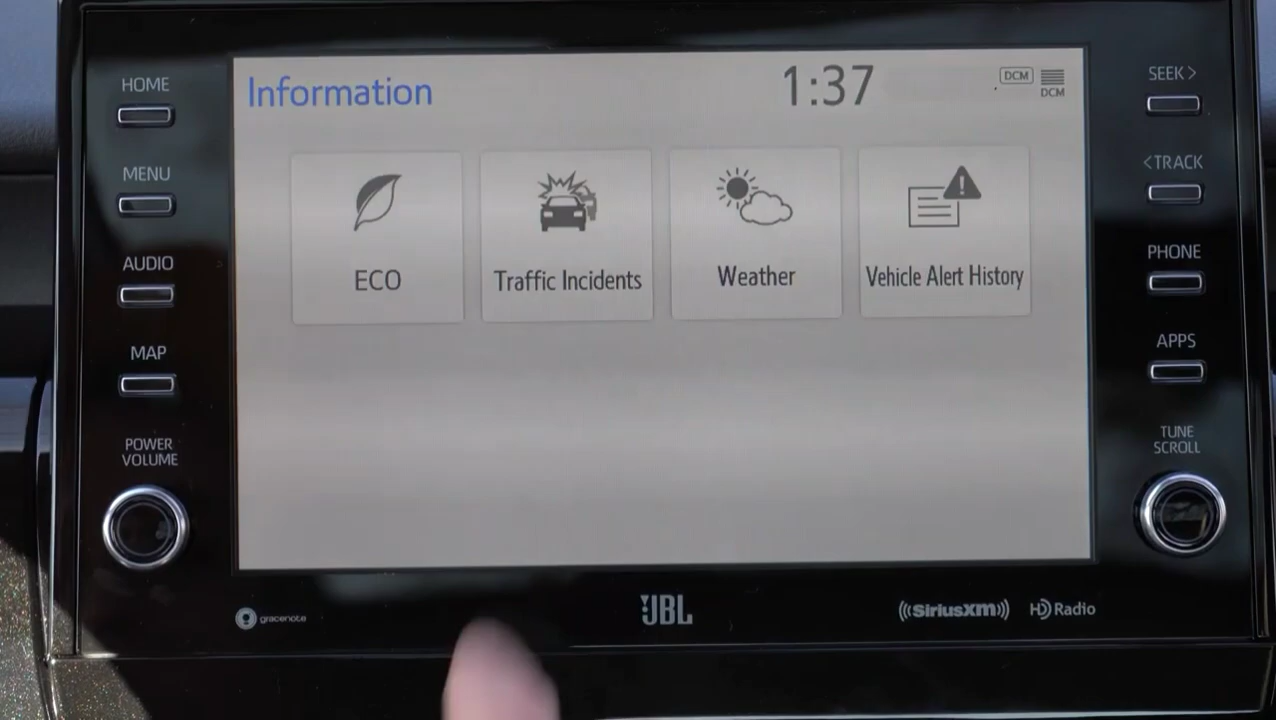 HOME
MENU
AUDIO
MAP
POWER
VOLUME
Information
1:37
DCM
DCM
ECO
Traffic Incidents
Weather
Vehicle Alert History
SEEK >
< TRACK
PHONE
APPS
TUNE
SCROLL
gracenote
JBL
((SiriusXM))
HD Radio